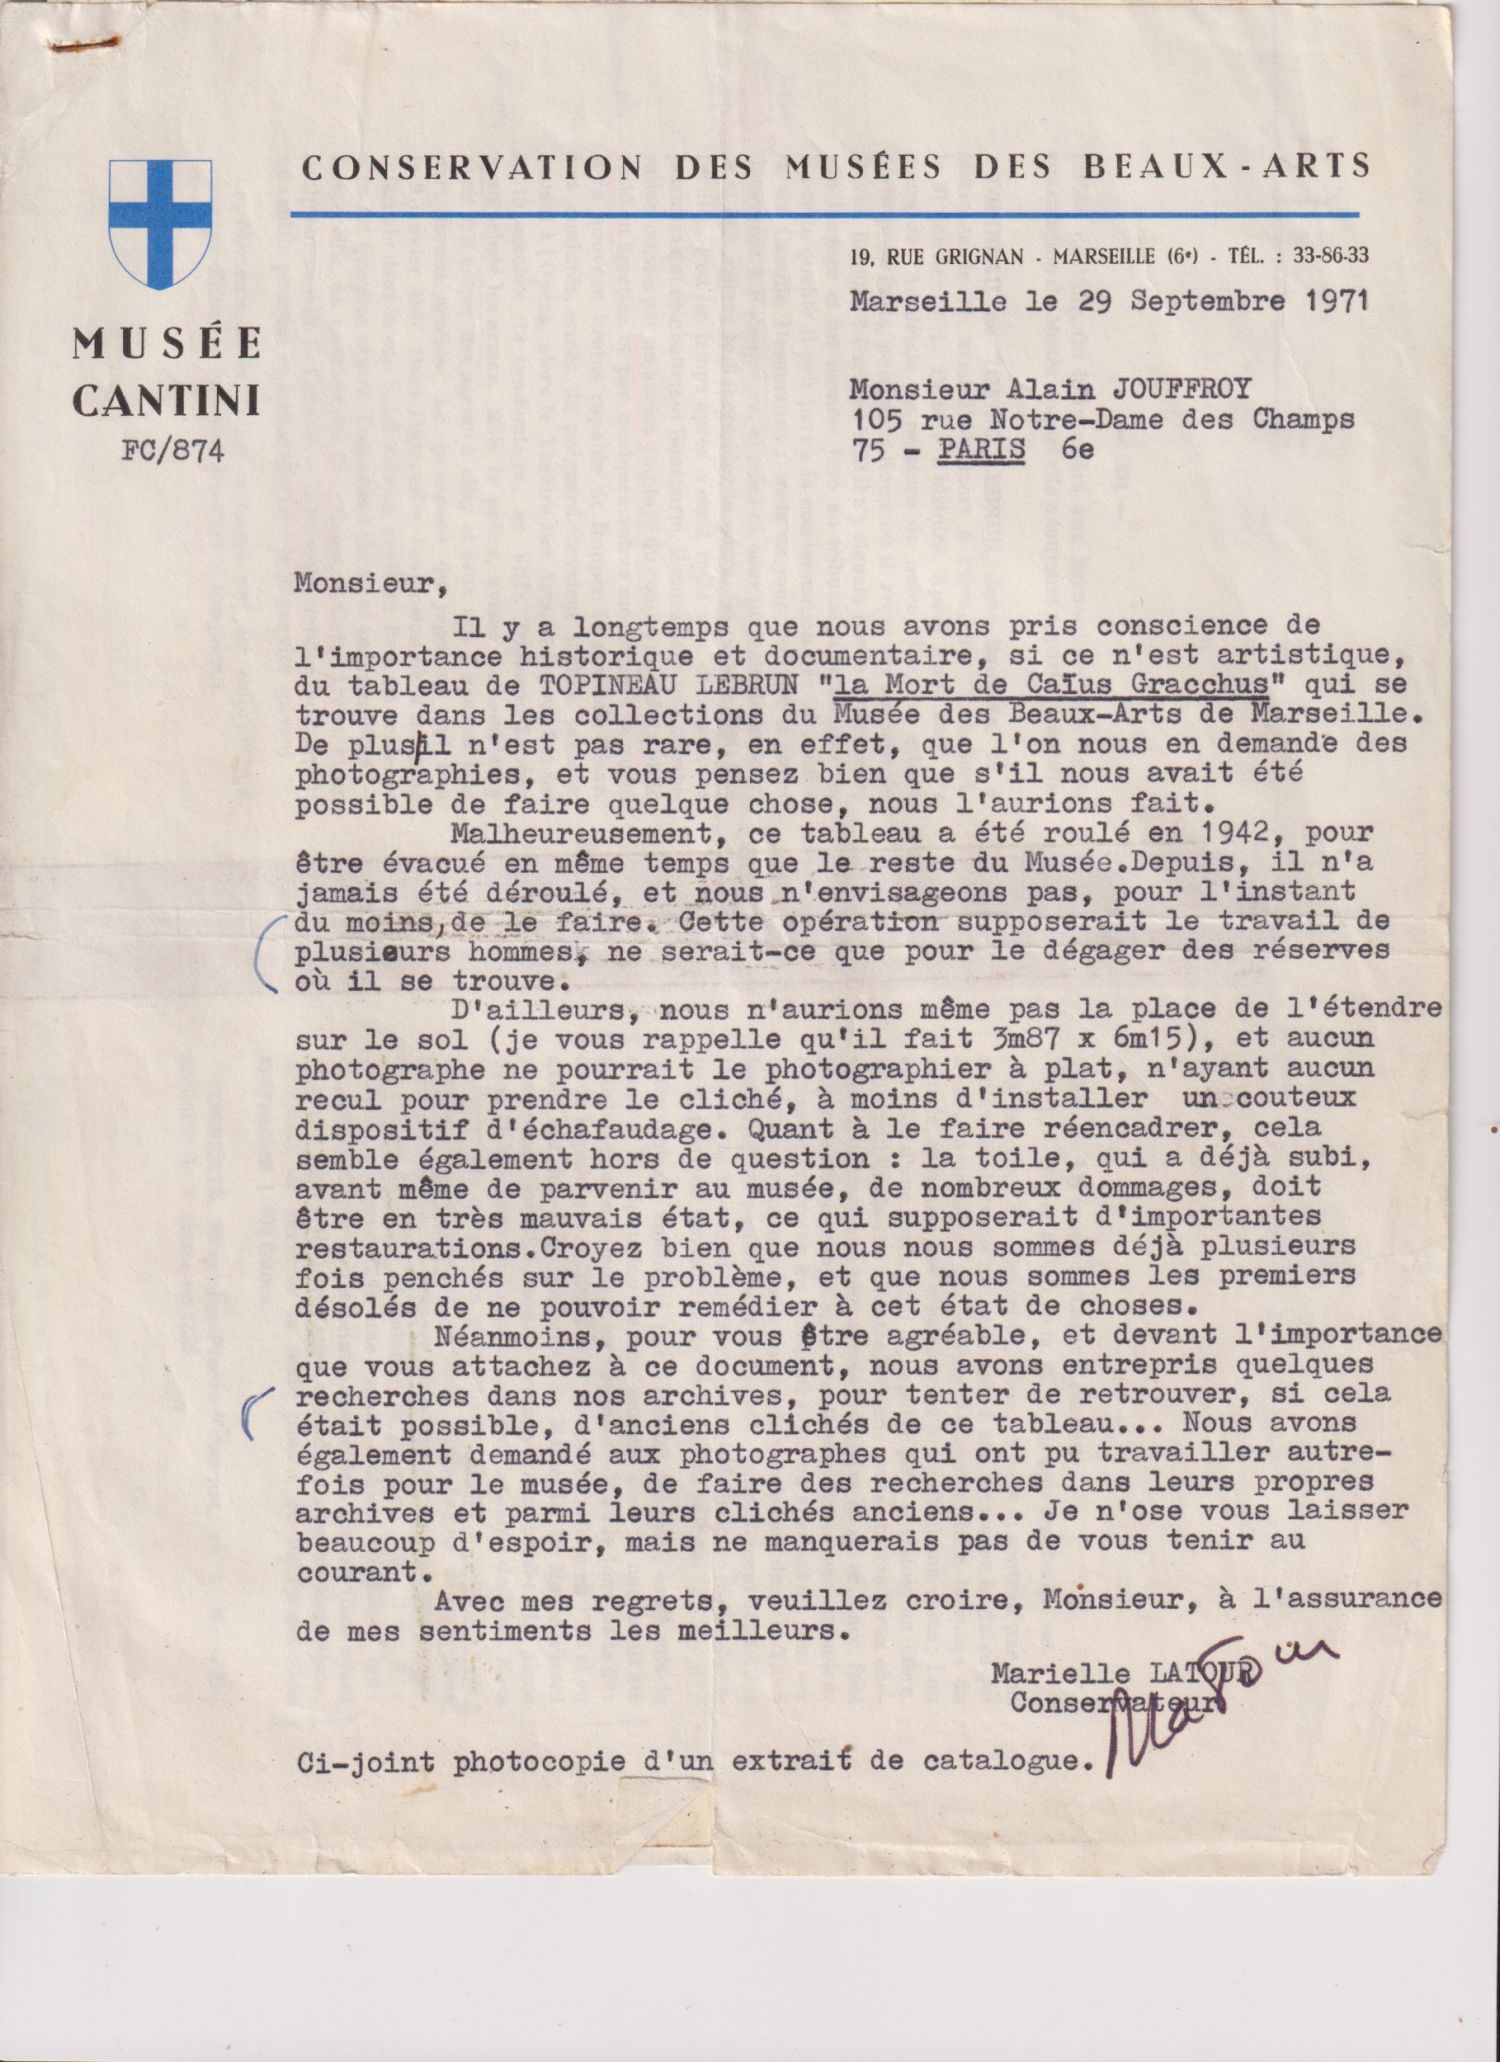 CONSERVATION DES MUSÉES DES BEAUX-ARTS
19, RUE GRIGNAN - MARSEILLE (6e) - TÉL. : 33-86-33
Marseille le 29 Septembre 1971
MUSÉE
CANTINI
FC/874
Monsieur Alain JOUFFROY
105 rue Notre-Dame des Champs
75 - PARIS 6e
Monsieur,
Il y a longtemps que nous avons pris conscience de
l'importance historique et documentaire, si ce n'est artistique,
du tableau de TOPINEAU LEBRUN "la Mort de Caïus Gracchus" qui se
trouve dans les collections du Musée des Beaux-Arts de Marseille.
De plus/il n'est pas rare, en effet, que l'on nous en demande des
photographies, et vous pensez bien que s'il nous avait été
possible de faire quelque chose, nous l'aurions fait.
Malheureusement, ce tableau a été roulé en 1942, pour
être évacué en même temps que le reste du Musée.Depuis, il n'a
jamais été déroulé, et nous n'envisageons pas, pour l'instant
du moins, de le faire. Cette opération supposerait le travail de
plusieurs hommes, ne serait-ce que pour le dégager des réserves
où il se trouve.
D'ailleurs, nous n'aurions même pas la place de l'étendre
sur le sol (je vous rappelle qu'il fait 3m87 x 6m15), et aucun
photographe ne pourrait le photographier à plat, n'ayant aucun
recul pour prendre le cliché, à moins d'installer un couteux
dispositif d'échafaudage. Quant à le faire réencadrer, cela
semble également hors de question : la toile, qui a déjà subi,
avant même de parvenir au musée, de nombreux dommages, doit
être en très mauvais état, ce qui supposerait d'importantes
restaurations.Croyez bien que nous nous sommes déjà plusieurs
fois penchés sur le problème, et que nous sommes les premiers
désolés de ne pouvoir remédier à cet état de choses.
Néanmoins, pour vous être agréable, et devant l'importance
que vous attachez à ce document, nous avons entrepris quelques
recherches dans nos archives, pour tenter de retrouver, si cela
était possible, d'anciens clichés de ce tableau... Nous avons
également demandé aux photographes qui ont pu travailler autre-
fois pour le musée, de faire des recherches dans leurs propres
archives et parmi leurs clichés anciens... Je n'ose vous laisser
beaucoup d'espoir, mais ne manquerais pas de vous tenir au
courant.
Avec mes regrets, veuillez croire, Monsieur, à l'assurance
de mes sentiments les meilleurs.
Marielle LATOUR
Conservateur
MLatour
Ci-joint photocopie d'un extrait de catalogue.